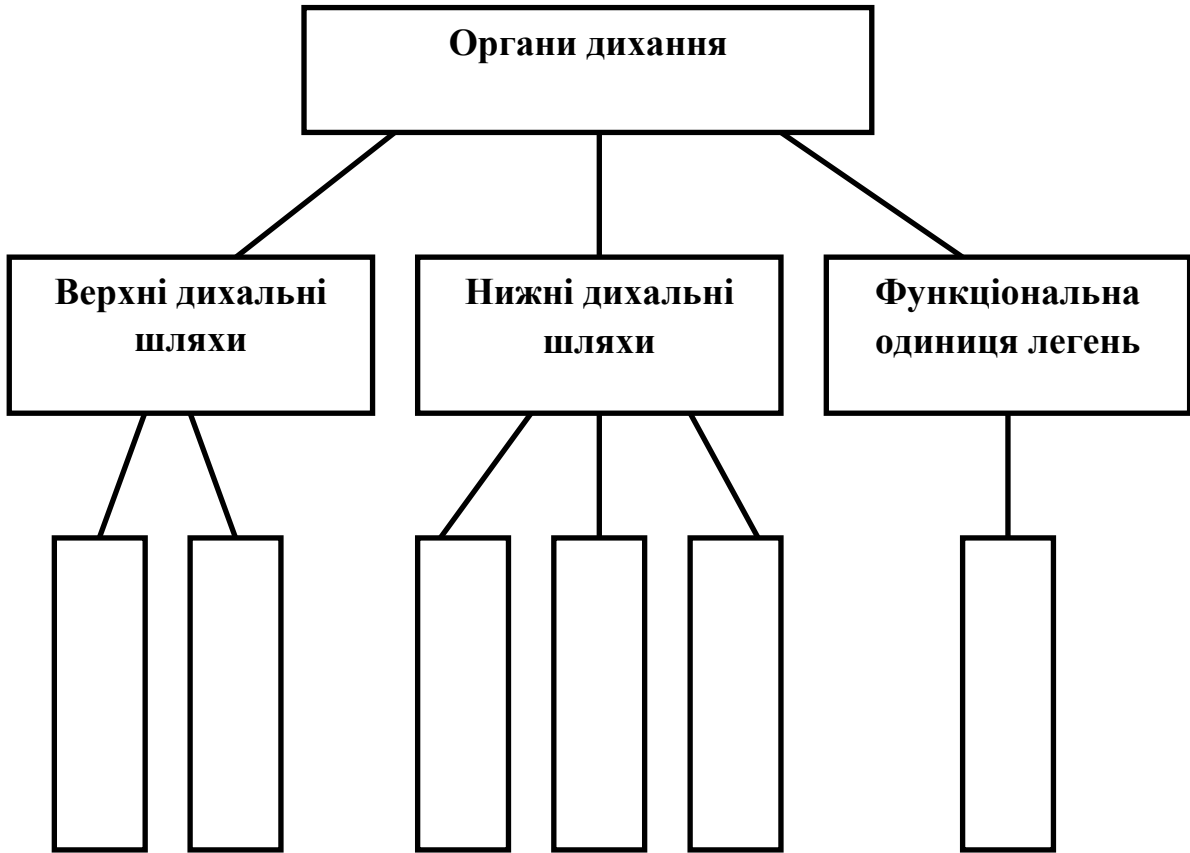 Органи дихання
Верхні дихальні
шляхи
Нижні дихальні
шляхи
Функціональна
одиниця легень